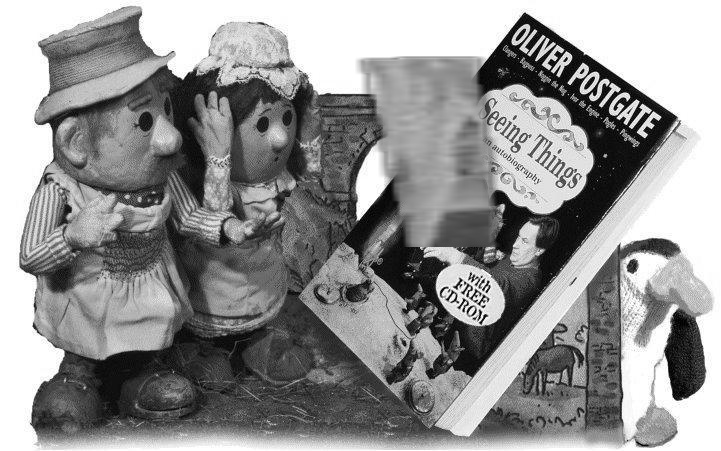 OLIVER POSTGATE
Clangers • Bagpuss • Noggin the Nog • Ivor the Engine • Pogles • Pingwings
Seeing Things
an autobiography
with
FREE
CD-ROM